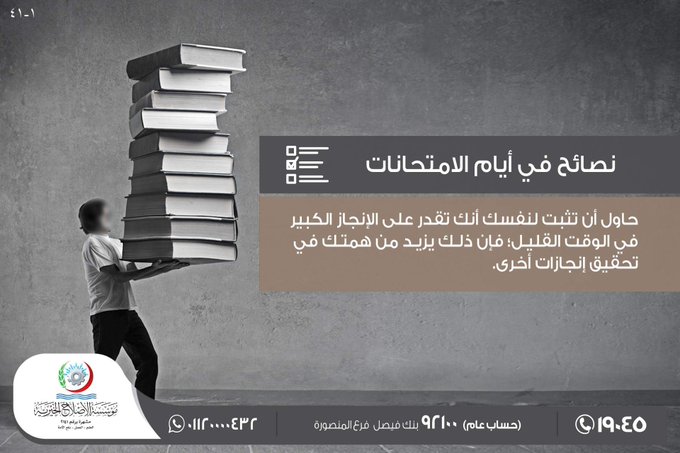 ٤١-١
نصائح في أيام الامتحانات
حاول أن تثبت لنفسك أنك تقدر على الإنجاز الكبير
في الوقت القليل؛ فإن ذلك يزيد من همتك في
تحقيق إنجازات أخرى.
١٩٠٤٥
(حساب عام) ٩٢١٠٠ بنك فيصل فرع المنصورة
٠١١٢٠٠٠٠٤٣٢
مؤسسة الإصلاح الخيرية